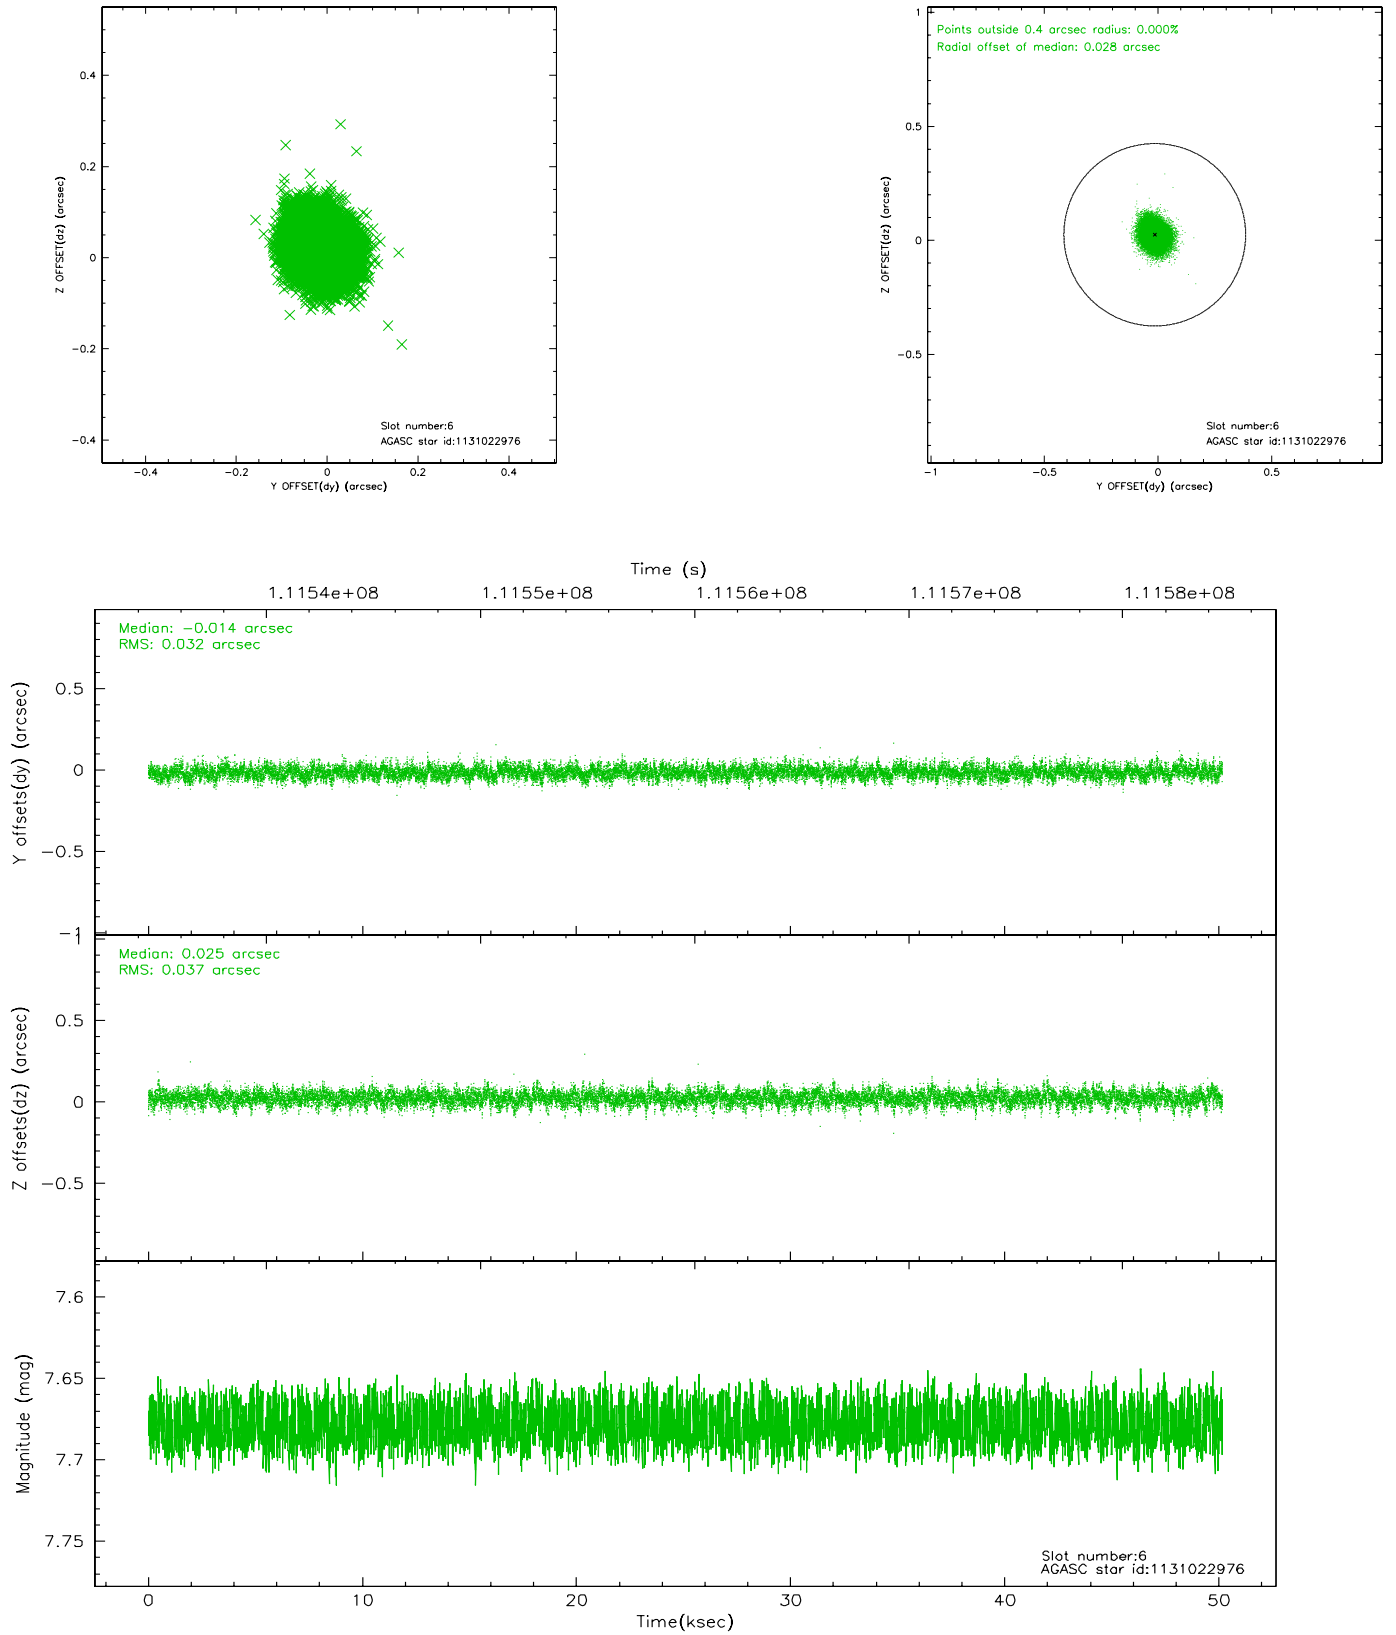 0.4
0.2
0
−0.2
−0.4
Z OFFSET(dz) (arcsec)
Slot number:6
AGASC star id:1131022976
−0.4 −0.2 0 0.2 0.4
Y OFFSET(dy) (arcsec)
Points outside 0.4 arcsec radius: 0.000%
Radial offset of median: 0.028 arcsec
1
0.5
0
−0.5
Z OFFSET(dz) (arcsec)
Slot number:6
AGASC star id:1131022976
−1 −0.5 0 0.5
Y OFFSET(dy) (arcsec)
Time (s)
1.1154e+08 1.1155e+08 1.1156e+08 1.1157e+08 1.1158e+08
Median: −0.014 arcsec
RMS: 0.032 arcsec
0.5
0
−0.5
−1
Y offsets(dy) (arcsec)
Median: 0.025 arcsec
RMS: 0.037 arcsec
1
0.5
0
−0.5
Z offsets(dz) (arcsec)
7.6
7.65
7.7
7.75
Magnitude (mag)
Slot number:6
AGASC star id:1131022976
0 10 20 30 40 50
Time(ksec)